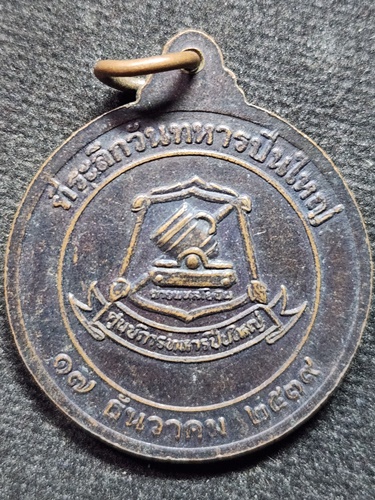 ที่ระลึกวันทหารปืนใหญ่
ศูนย์การทหารปืนใหญ่
๑๗ ธันวาคม ๒๕๓๙